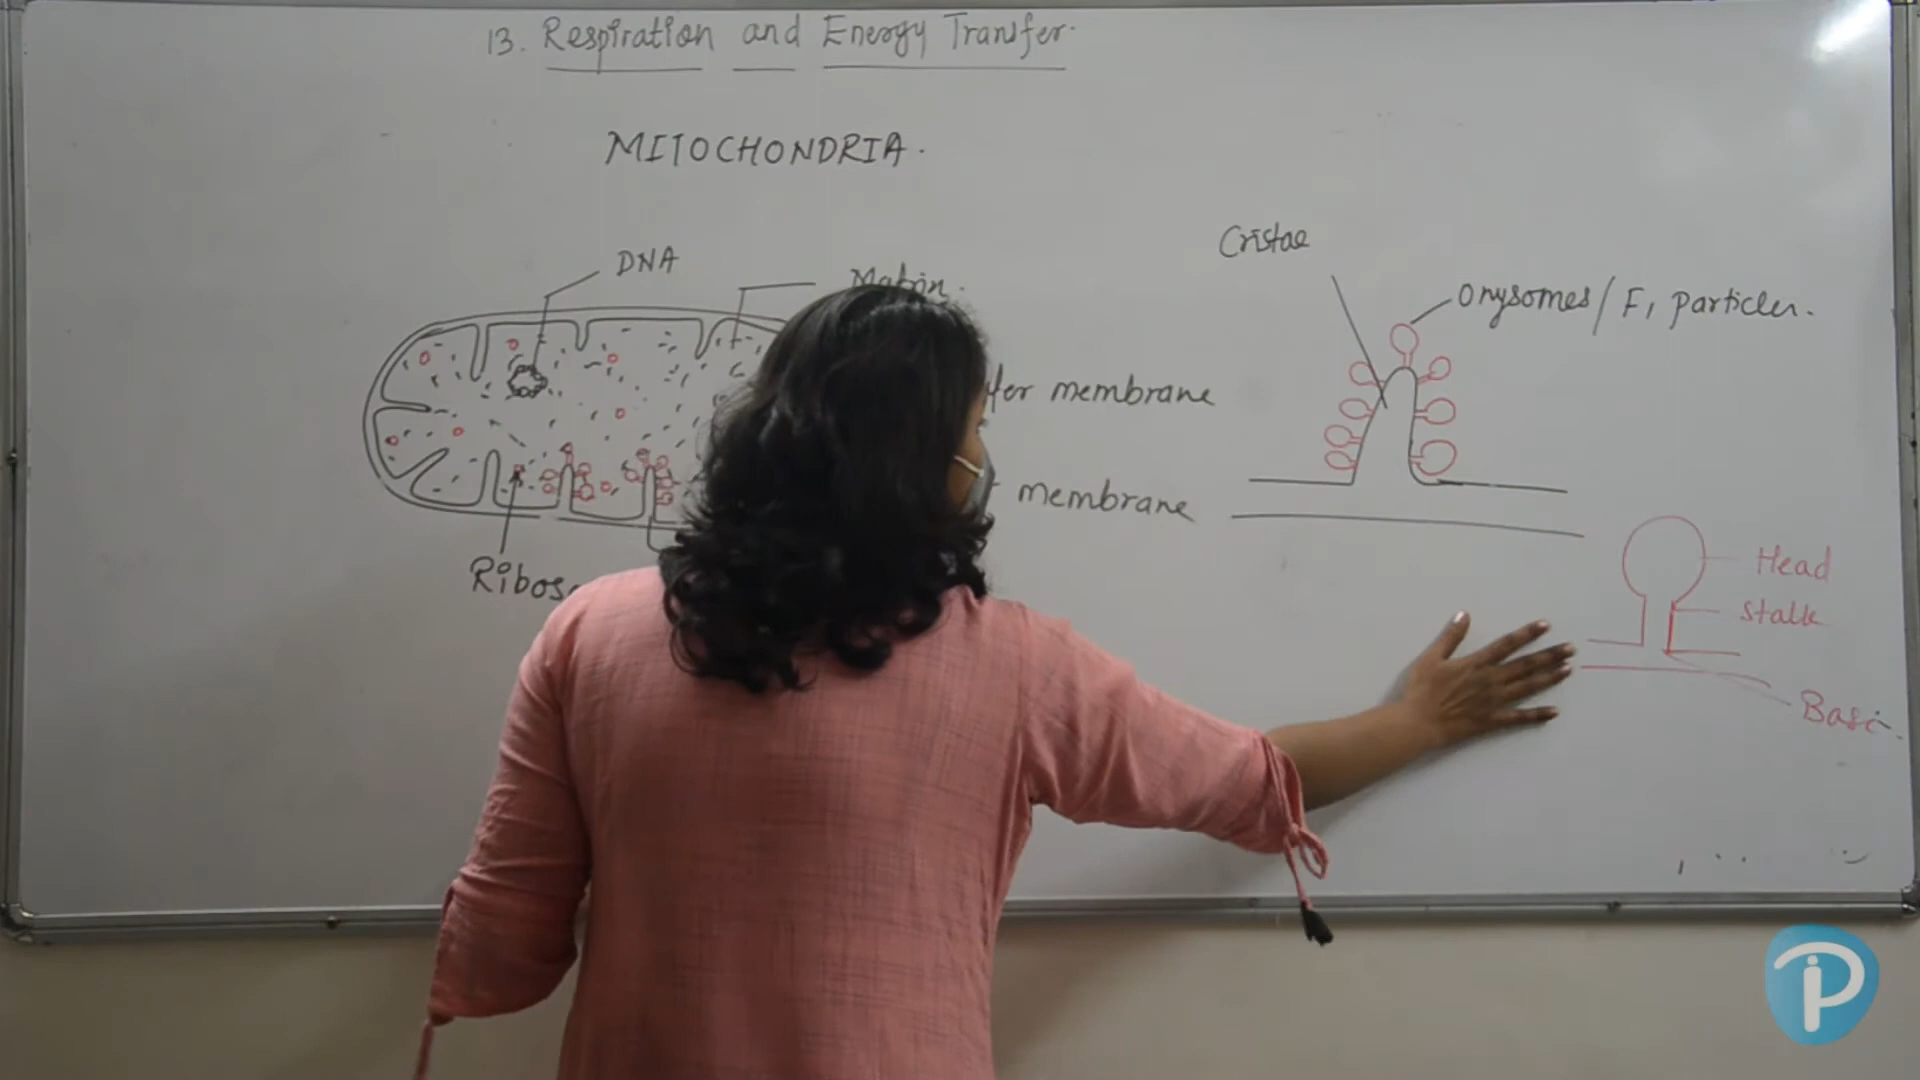 13. Respiration and Energy Transfer.
MITOCHONDRIA.
DNA
Cristae
Oxysomes / F1 particles.
membrane
membrane
Head
Stalk